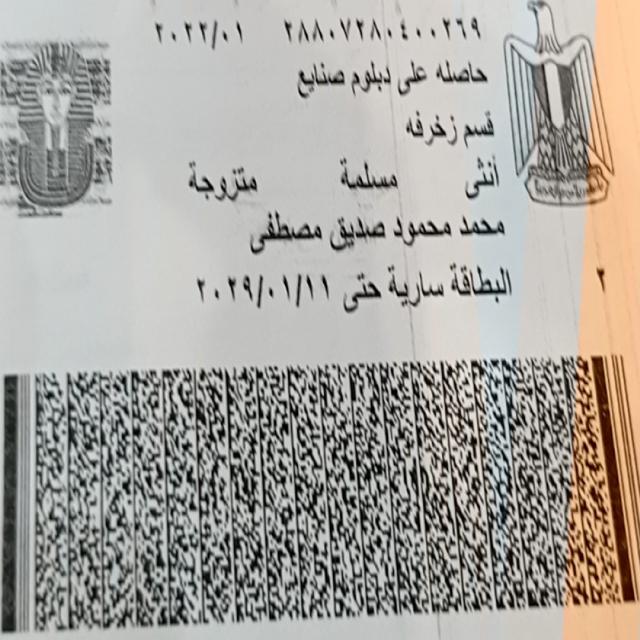 ٢٨٨٠٧٢٨٠٤٠٠٢٦٩ ٢٠٢٢/٠١
حاصله على دبلوم صنايع
قسم زخرفه
أنثى مسلمة متزوجة
محمد محمود صديق مصطفى
البطاقة سارية حتى ٢٠٢٩/٠١/١١
٢